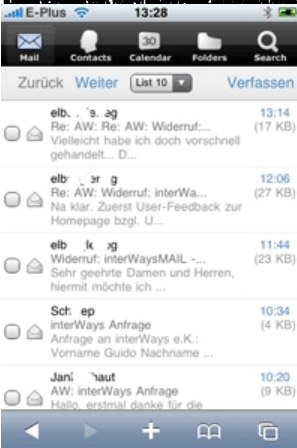 E-Plus 13:28
Mail Contacts 30 Calendar Folders Search
Zurück Weiter List 10 Verfassen
13:14
Re: AW: Re: AW: Widerruf:... (17 KB)
Vielleicht habe ich doch vorschnell
gehandelt... D...
12:06
Re: AW: Widerruf: interWa... (27 KB)
Na klar. Zuerst User-Feedback zur
Homepage bzgl. U...
11:44
Widerruf: interWaysMAIL -... (23 KB)
Sehr geehrte Damen und Herren,
hiermit möchte ich ...
10:34
interWays Anfrage (4 KB)
Anfrage an interWays e.K.:
Vorname Guido Nachname ...
10:20
AW: interWays Anfrage (9 KB)
Hallo, erstmal danke für die